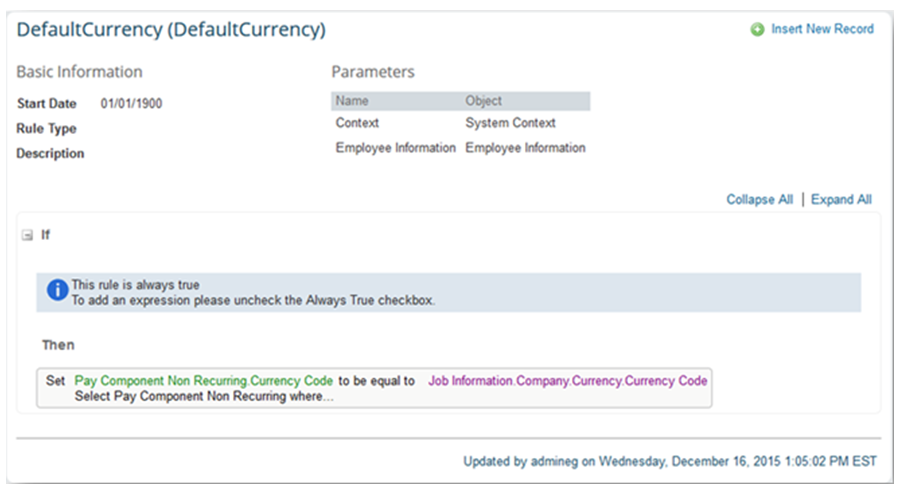 DefaultCurrency (DefaultCurrency)
Insert New Record
Basic Information
Parameters
Start Date 01/01/1900
Rule Type
Description
Name Object
Context System Context
Employee Information Employee Information
Collapse All | Expand All
If
This rule is always true
To add an expression please uncheck the Always True checkbox.
Then
Set Pay Component Non Recurring.Currency Code to be equal to Job Information.Company.Currency.Currency Code
Select Pay Component Non Recurring where...
Updated by admineg on Wednesday, December 16, 2015 1:05:02 PM EST